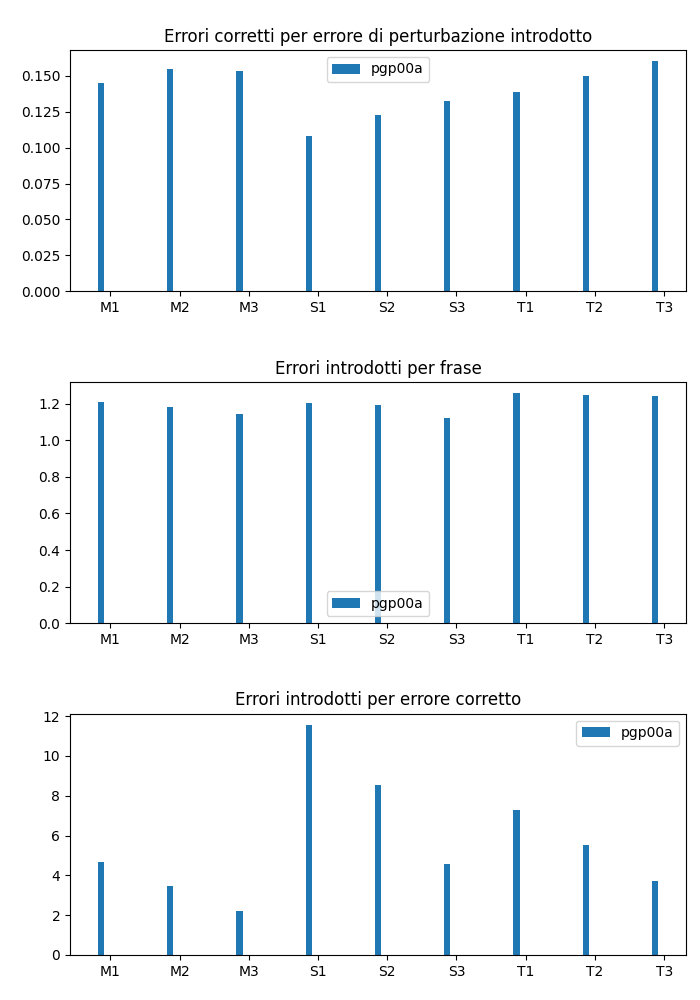 Errori corretti per errore di perturbazione introdotto
pgp00a
0.150
0.125
0.100
0.075
0.050
0.025
0.000
M1 M2 M3 S1 S2 S3 T1 T2 T3
Errori introdotti per frase
1.2
1.0
0.8
0.6
0.4
0.2
pgp00a
0.0
M1 M2 M3 S1 S2 S3 T1 T2 T3
Errori introdotti per errore corretto
12
pgp00a
10
8
6
4
2
0
M1 M2 M3 S1 S2 S3 T1 T2 T3